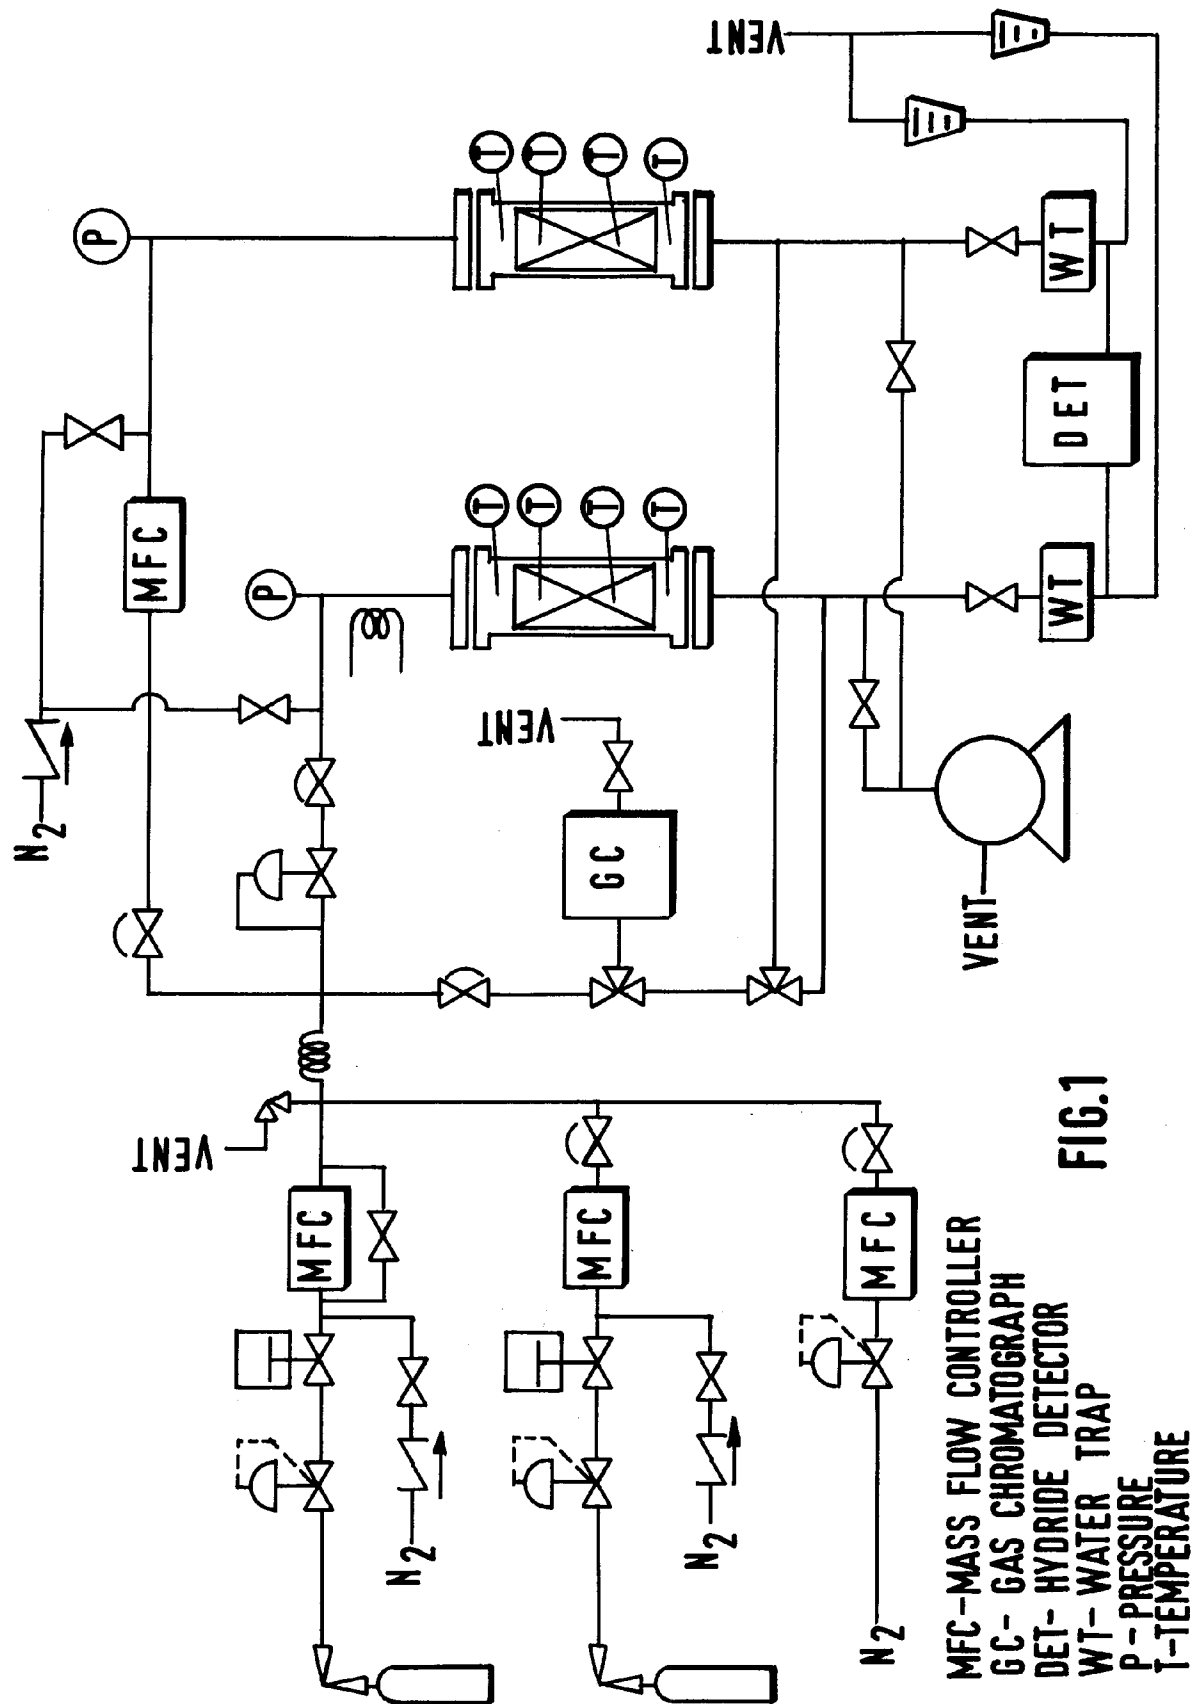 VENT
P
T
T
T
T
MFC
P
T
T
T
T
WT
DET
WT
N2
VENT
GC
VENT
VENT
MFC
MFC
MFC
N2
N2
N2
FIG.1
MFC-MASS FLOW CONTROLLER
GC- GAS CHROMATOGRAPH
DET- HYDRIDE DETECTOR
WT- WATER TRAP
P-PRESSURE
T-TEMPERATURE